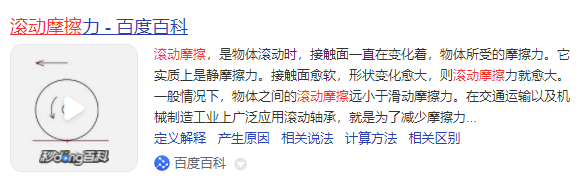 滚动摩擦力 - 百度百科
滚动摩擦，是物体滚动时，接触面一直在变化着，物体所受的摩擦力。它
实质上是静摩擦力。接触面愈软，形状变化愈大，则滚动摩擦力就愈大。
一般情况下，物体之间的滚动摩擦远小于滑动摩擦力。在交通运输以及机
械制造工业上广泛应用滚动轴承，就是为了减少摩擦力...
定义解释 产生原因 相关说法 计算方法 相关区别
秒dong百科
百度百科